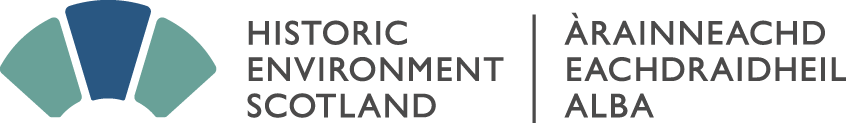 HISTORIC
ENVIRONMENT
SCOTLAND
ÀRAINNEACHD
EACHDRAIDHEIL
ALBA